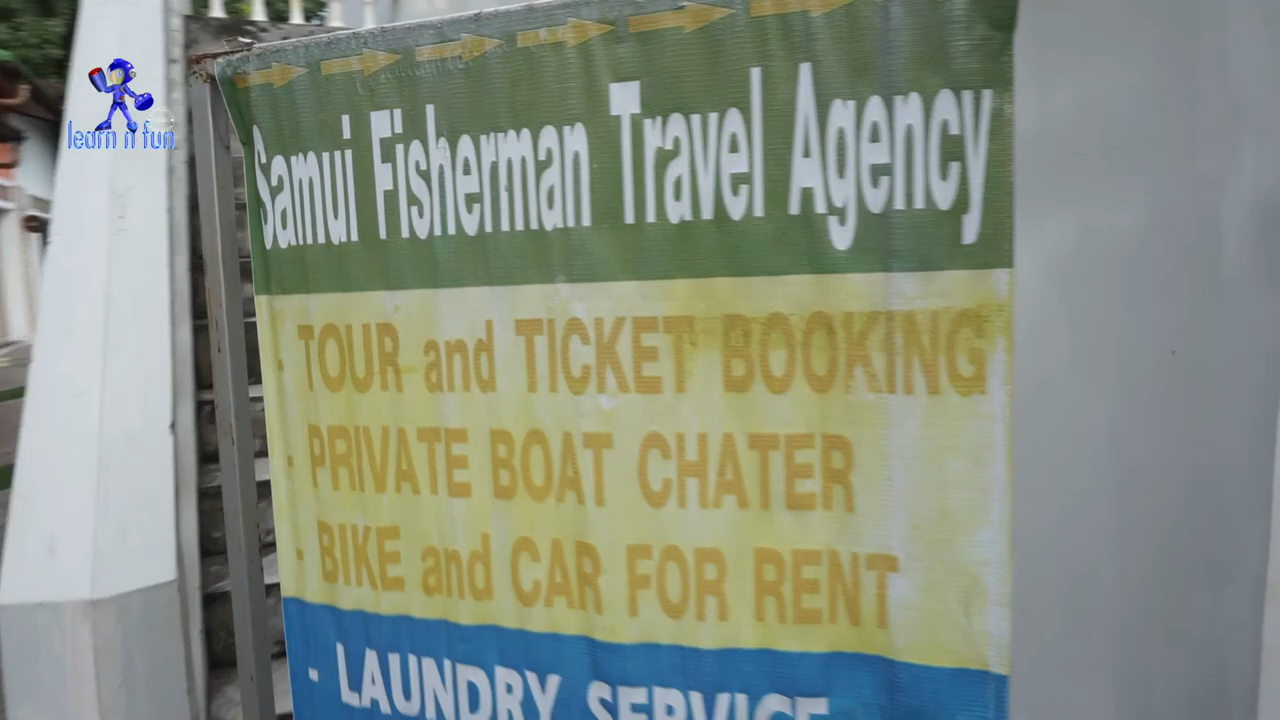 learn n fun
Samui Fisherman Travel Agency
- TOUR and TICKET BOOKING
- PRIVATE BOAT CHATER
- BIKE and CAR FOR RENT
- LAUNDRY SERVICE